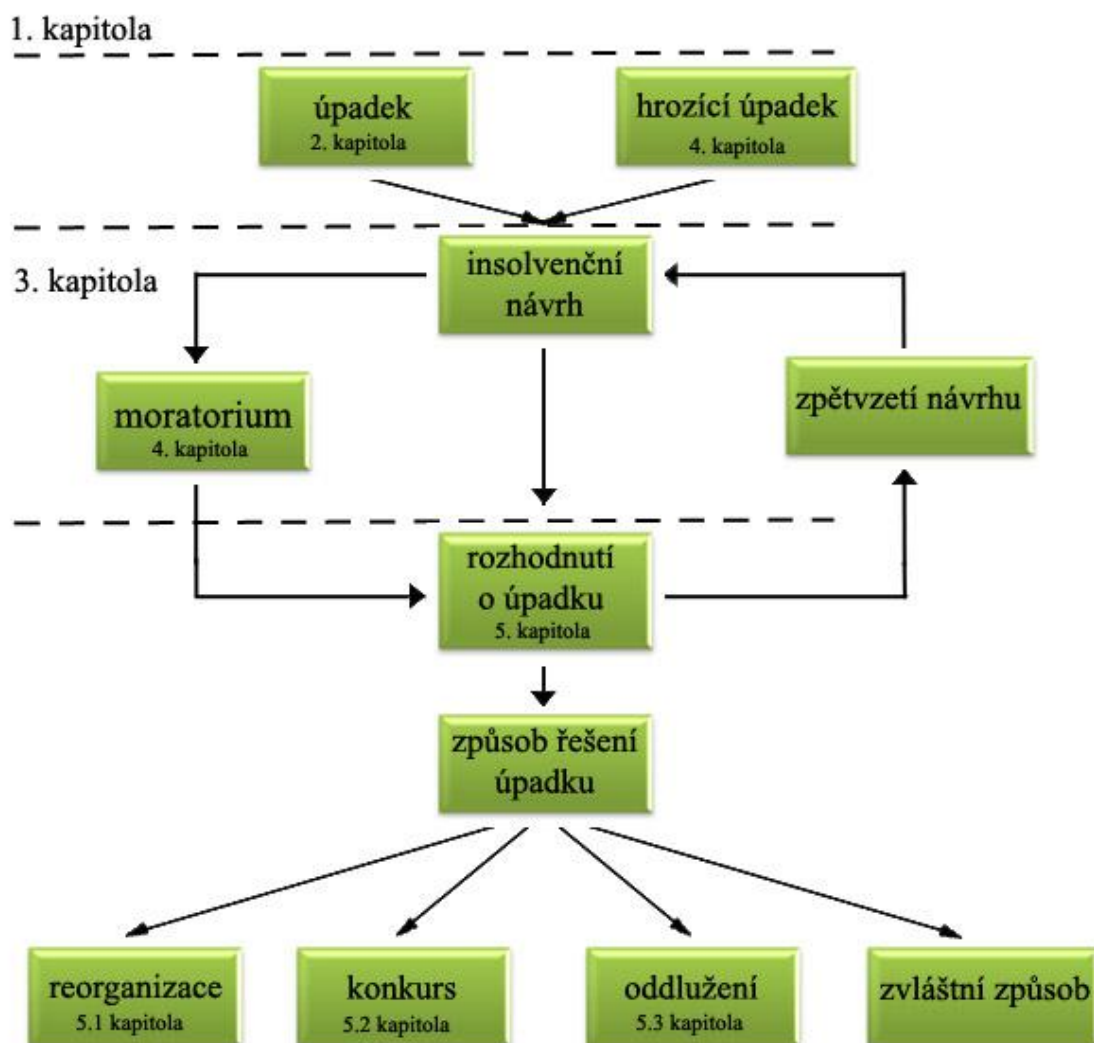 1. kapitola
úpadek
2. kapitola
hrozící úpadek
4. kapitola
3. kapitola
insolvenční
návrh
moratorium
4. kapitola
zpětvzetí návrhu
rozhodnutí
o úpadku
5. kapitola
způsob řešení
úpadku
reorganizace
5.1 kapitola
konkurs
5.2 kapitola
oddlužení
5.3 kapitola
zvláštní způsob